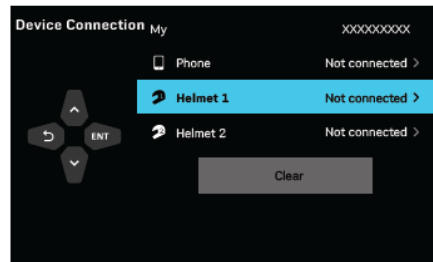 Device Connection My XXXXXXXXX
Phone Not connected >
Helmet 1 Not connected >
ENT
Helmet 2 Not connected >
Clear